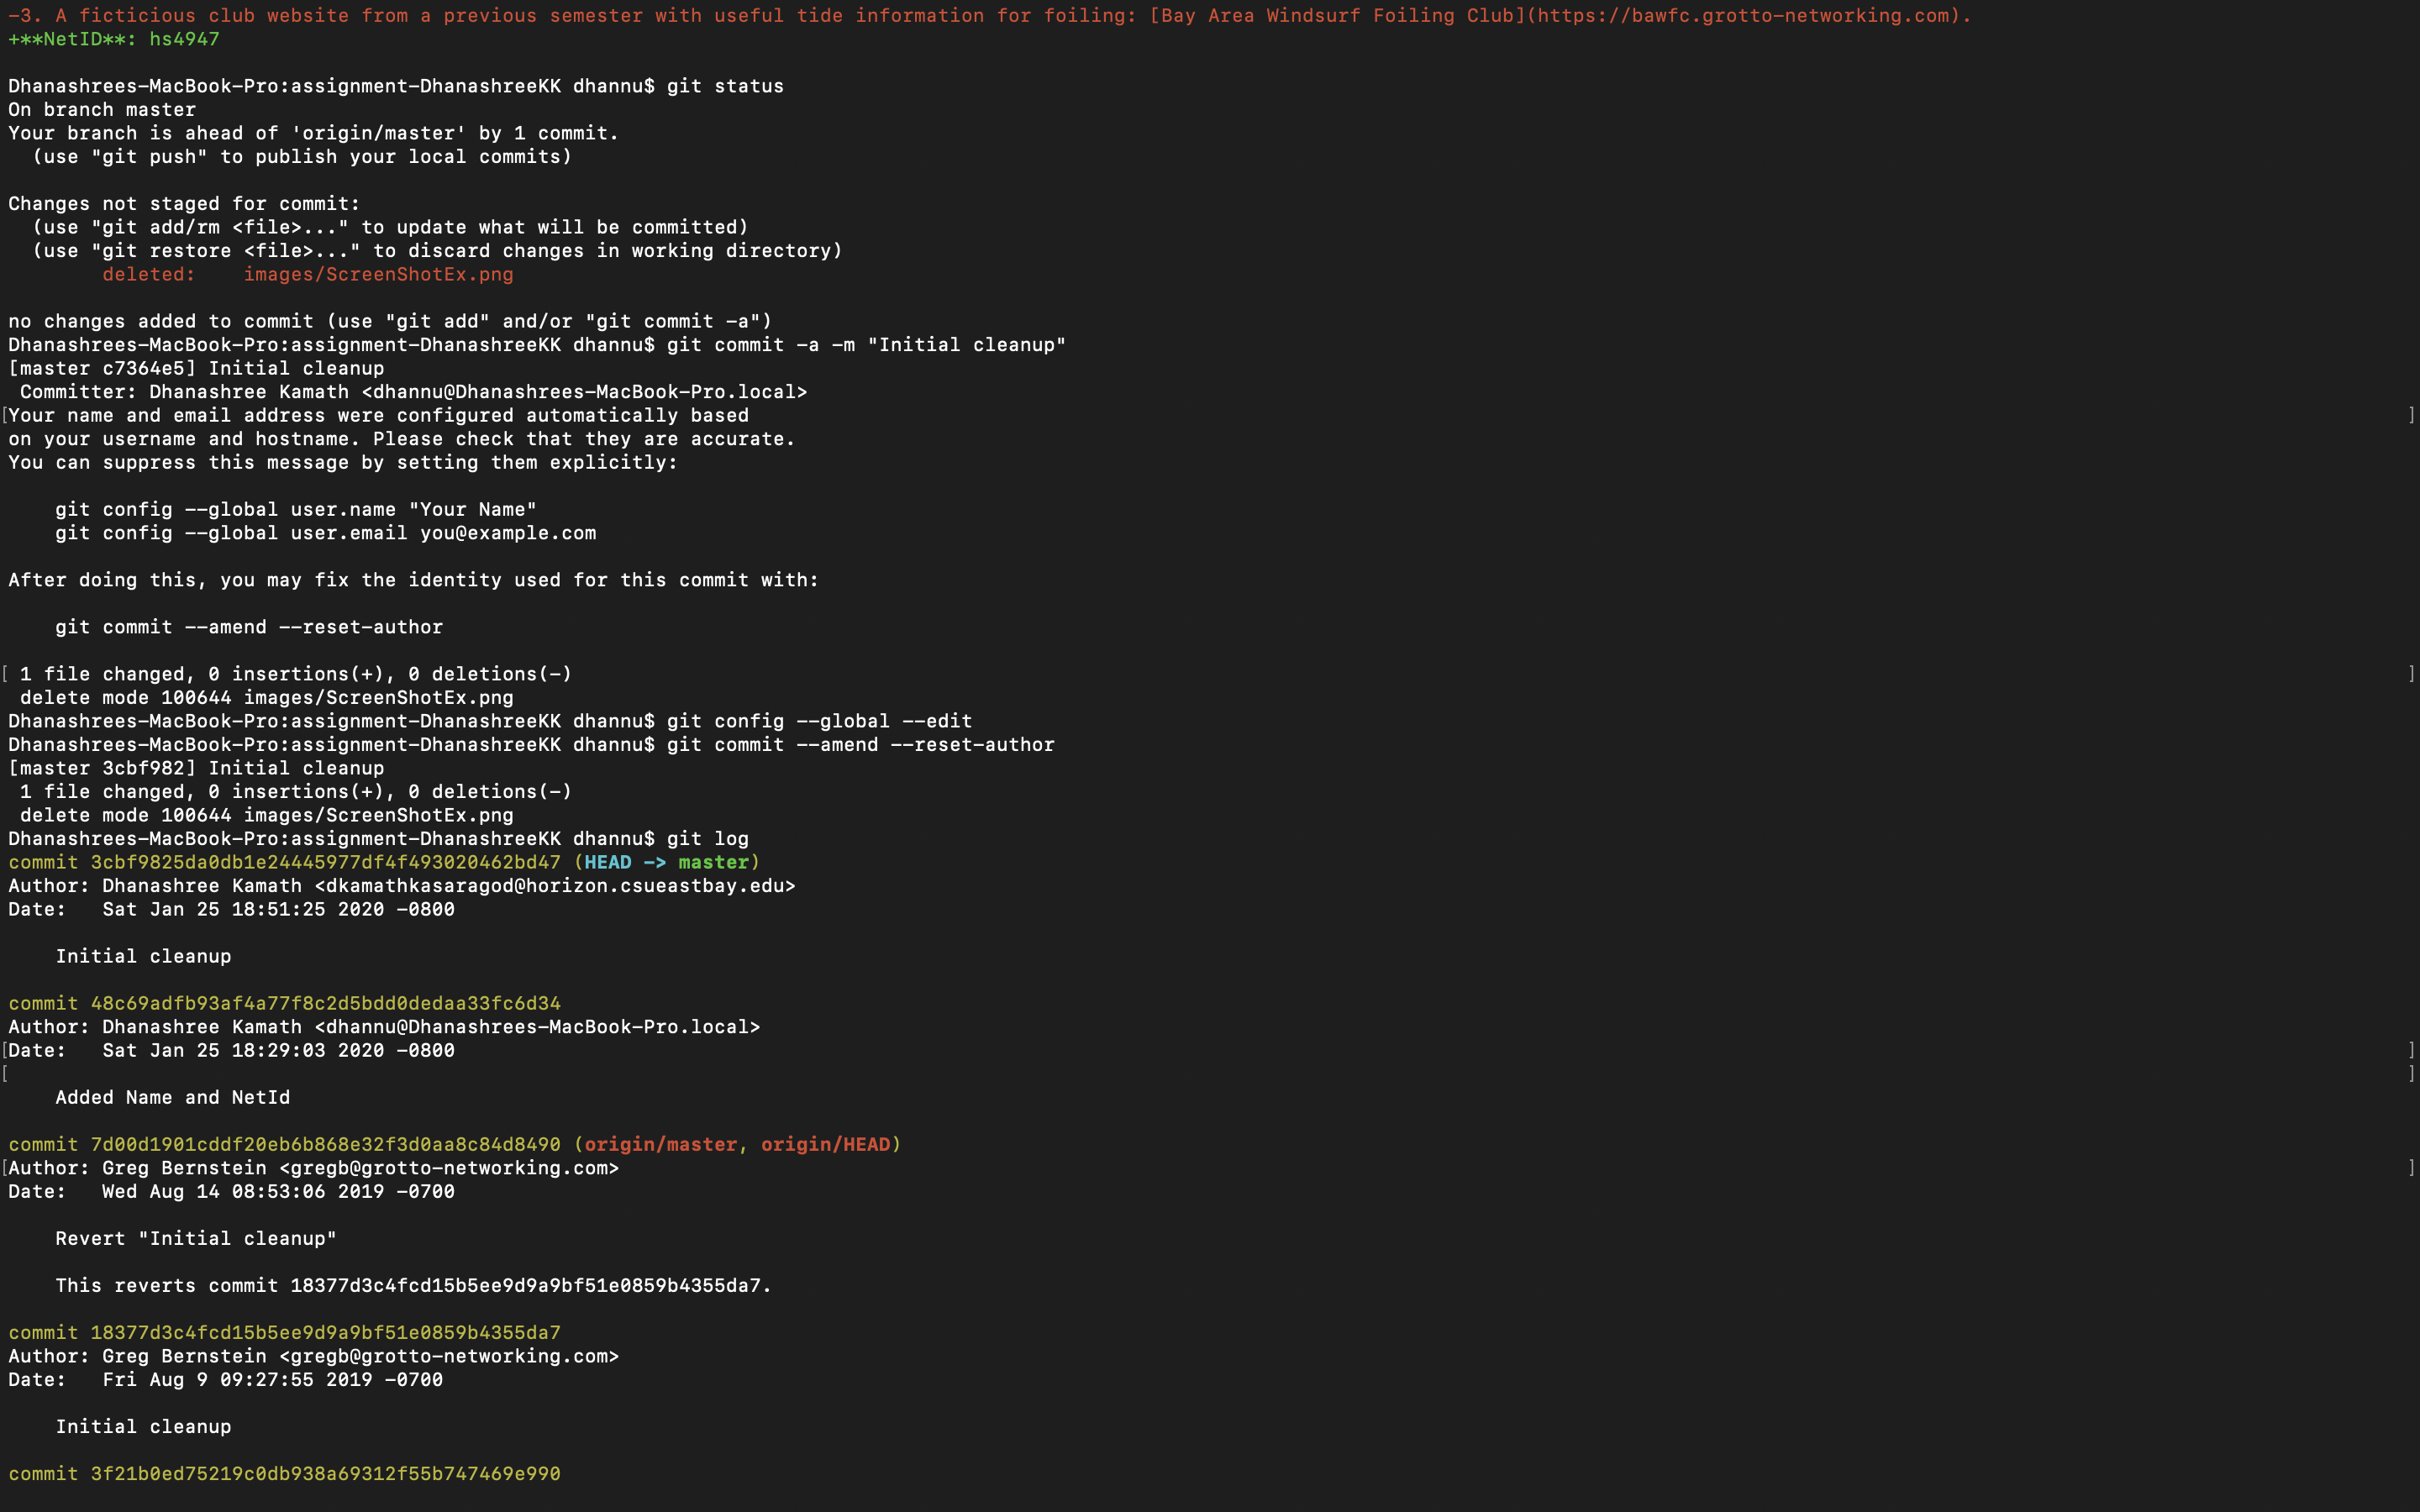 -3. A ficticious club website from a previous semester with useful tide information for foiling: [Bay Area Windsurf Foiling Club](https://bawfc.grotto-networking.com).
+**NetID**: hs4947
Dhanashrees-MacBook-Pro:assignment-DhanashreeKK dhannu$ git status
On branch master
Your branch is ahead of 'origin/master' by 1 commit.
  (use "git push" to publish your local commits)
Changes not staged for commit:
  (use "git add/rm <file>..." to update what will be committed)
  (use "git restore <file>..." to discard changes in working directory)
        deleted:    images/ScreenShotEx.png
no changes added to commit (use "git add" and/or "git commit -a")
Dhanashrees-MacBook-Pro:assignment-DhanashreeKK dhannu$ git commit -a -m "Initial cleanup"
[master c7364e5] Initial cleanup
 Committer: Dhanashree Kamath <dhannu@Dhanashrees-MacBook-Pro.local>
[Your name and email address were configured automatically based ]
on your username and hostname. Please check that they are accurate.
You can suppress this message by setting them explicitly:
    git config --global user.name "Your Name"
    git config --global user.email you@example.com
After doing this, you may fix the identity used for this commit with:
    git commit --amend --reset-author
[ 1 file changed, 0 insertions(+), 0 deletions(-) ]
 delete mode 100644 images/ScreenShotEx.png
Dhanashrees-MacBook-Pro:assignment-DhanashreeKK dhannu$ git config --global --edit
Dhanashrees-MacBook-Pro:assignment-DhanashreeKK dhannu$ git commit --amend --reset-author
[master 3cbf982] Initial cleanup
 1 file changed, 0 insertions(+), 0 deletions(-)
 delete mode 100644 images/ScreenShotEx.png
Dhanashrees-MacBook-Pro:assignment-DhanashreeKK dhannu$ git log
commit 3cbf9825da0db1e24445977df4f493020462bd47 (HEAD -> master)
Author: Dhanashree Kamath <dkamathkasaragod@horizon.csueastbay.edu>
Date:   Sat Jan 25 18:51:25 2020 -0800
    Initial cleanup
commit 48c69adfb93af4a77f8c2d5bdd0dedaa33fc6d34
Author: Dhanashree Kamath <dhannu@Dhanashrees-MacBook-Pro.local>
[Date:   Sat Jan 25 18:29:03 2020 -0800 ]
[ ]
    Added Name and NetId
commit 7d00d1901cddf20eb6b868e32f3d0aa8c84d8490 (origin/master, origin/HEAD)
[Author: Greg Bernstein <gregb@grotto-networking.com> ]
Date:   Wed Aug 14 08:53:06 2019 -0700
    Revert "Initial cleanup"
    This reverts commit 18377d3c4fcd15b5ee9d9a9bf51e0859b4355da7.
commit 18377d3c4fcd15b5ee9d9a9bf51e0859b4355da7
Author: Greg Bernstein <gregb@grotto-networking.com>
Date:   Fri Aug 9 09:27:55 2019 -0700
    Initial cleanup
commit 3f21b0ed75219c0db938a69312f55b747469e990